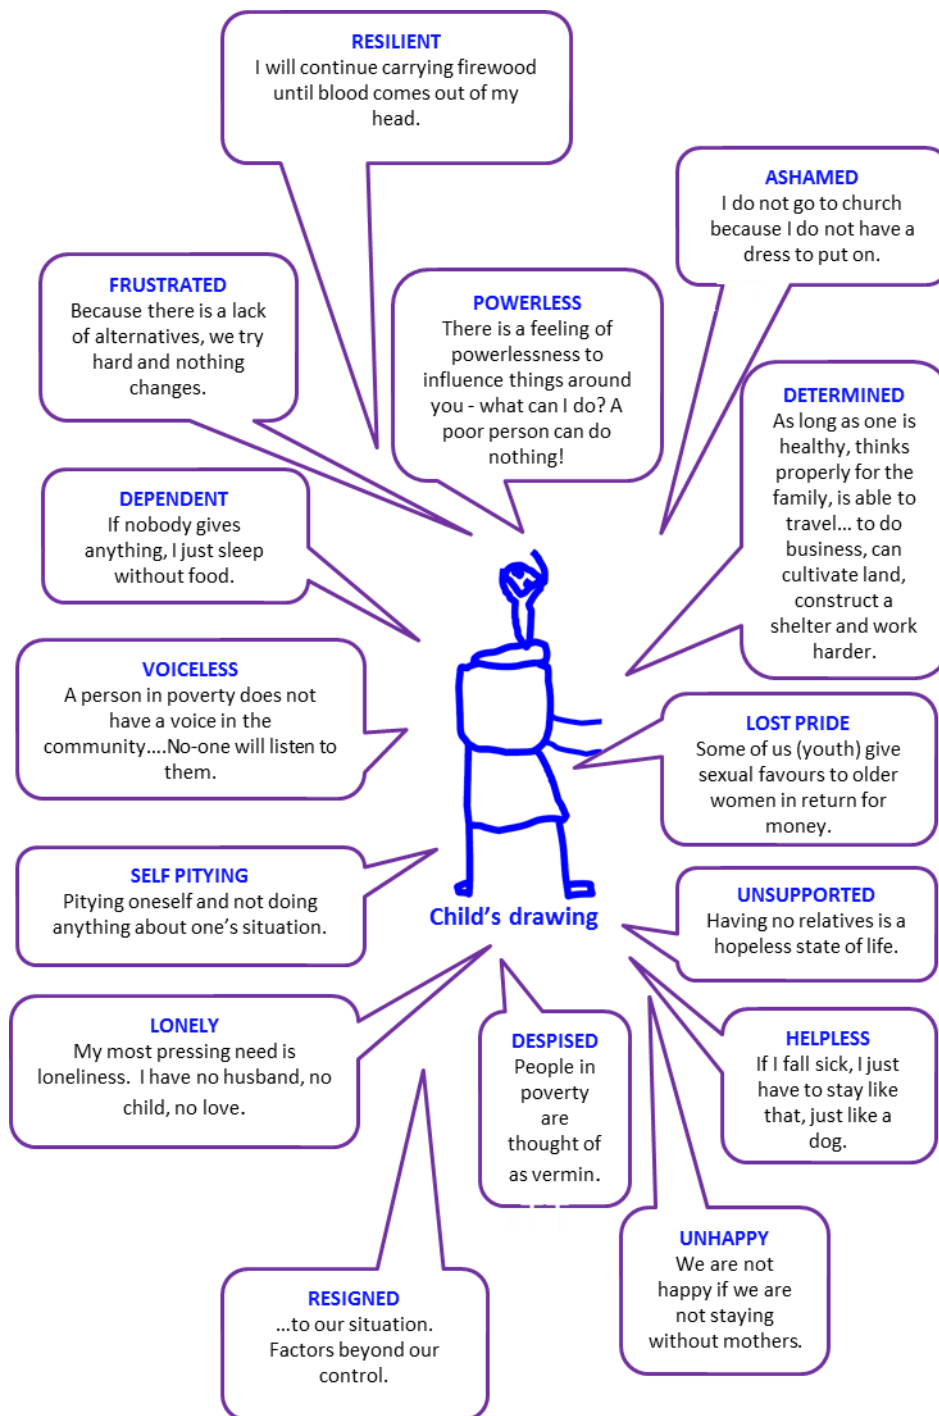 RESILIENT
I will continue carrying firewood
until blood comes out of my
head.
ASHAMED
I do not go to church
because I do not have a
dress to put on.
FRUSTRATED
Because there is a lack
of alternatives, we try
hard and nothing
changes.
POWERLESS
There is a feeling of
powerlessness to
influence things around
you - what can I do? A
poor person can do
nothing!
DETERMINED
As long as one is
healthy, thinks
properly for the
family, is able to
travel... to do
business, can
cultivate land,
construct a
shelter and work
harder.
DEPENDENT
If nobody gives
anything, I just sleep
without food.
VOICELESS
A person in poverty does not
have a voice in the
community....No-one will listen to
them.
LOST PRIDE
Some of us (youth) give
sexual favours to older
women in return for
money.
SELF PITYING
Pitying oneself and not doing
anything about one's situation.
Child's drawing
UNSUPPORTED
Having no relatives is a
hopeless state of life.
LONELY
My most pressing need is
loneliness. I have no husband, no
child, no love.
DESPISED
People in
poverty
are
thought of
as vermin.
HELPLESS
If I fall sick, I just
have to stay like
that, just like a
dog.
UNHAPPY
We are not
happy if we are
not staying
without mothers.
RESIGNED
...to our situation.
Factors beyond our
control.